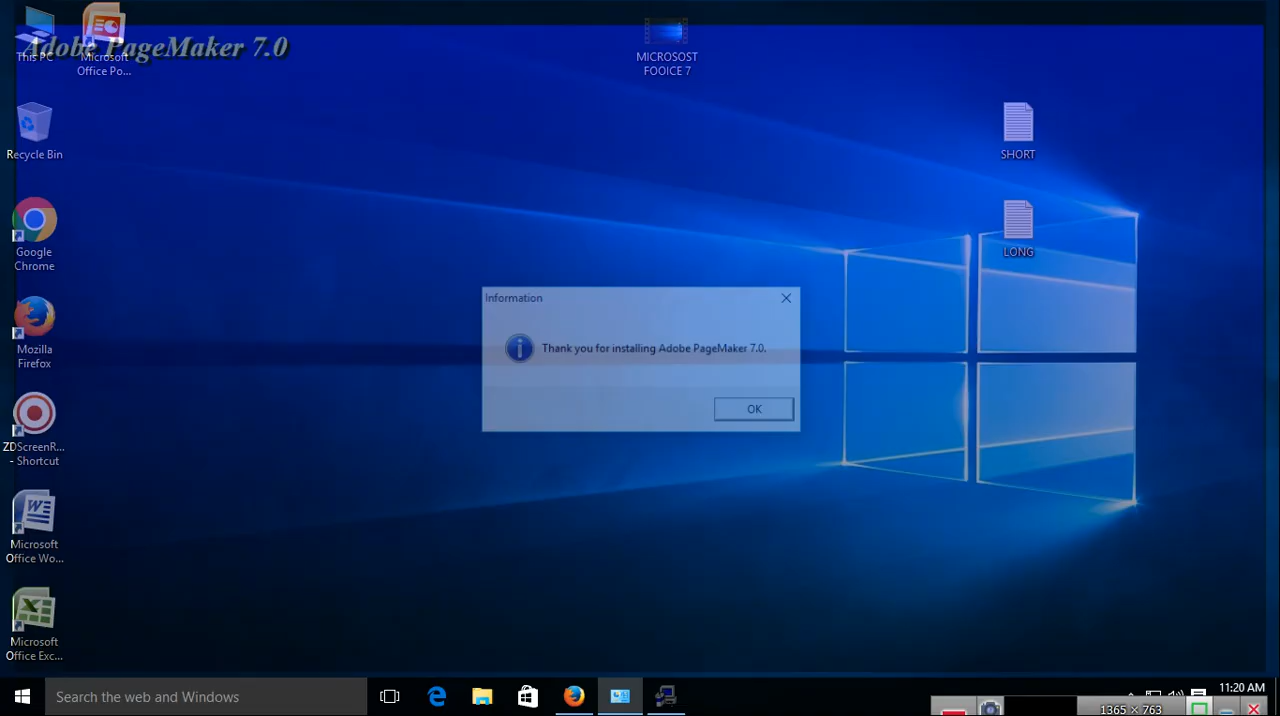 Adobe PageMaker 7.0
This PC
Microsoft
Office Po...
MICROSOST
FOOICE 7
Recycle Bin
SHORT
Google
Chrome
LONG
Information
Thank you for installing Adobe PageMaker 7.0.
OK
Mozilla
Firefox
ZDScreenR...
- Shortcut
Microsoft
Office Wo...
Microsoft
Office Exc...
Search the web and Windows
11:20 AM
1365 × 763